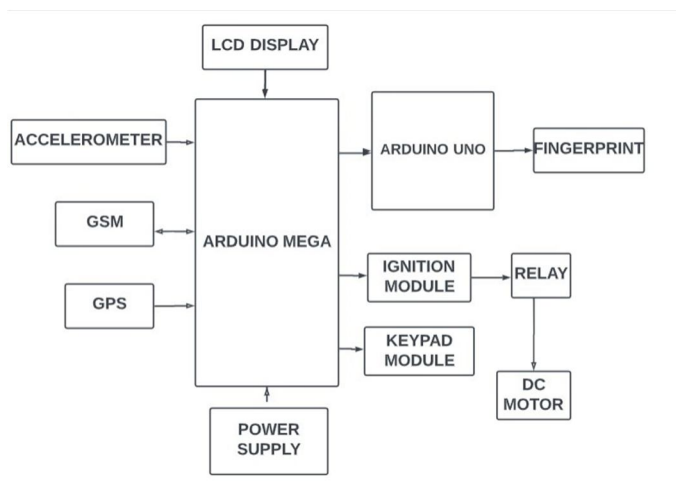 LCD DISPLAY
ACCELEROMETER
ARDUINO UNO
FINGERPRINT
GSM
ARDUINO MEGA
IGNITION
MODULE
RELAY
GPS
KEYPAD
MODULE
DC
MOTOR
POWER
SUPPLY